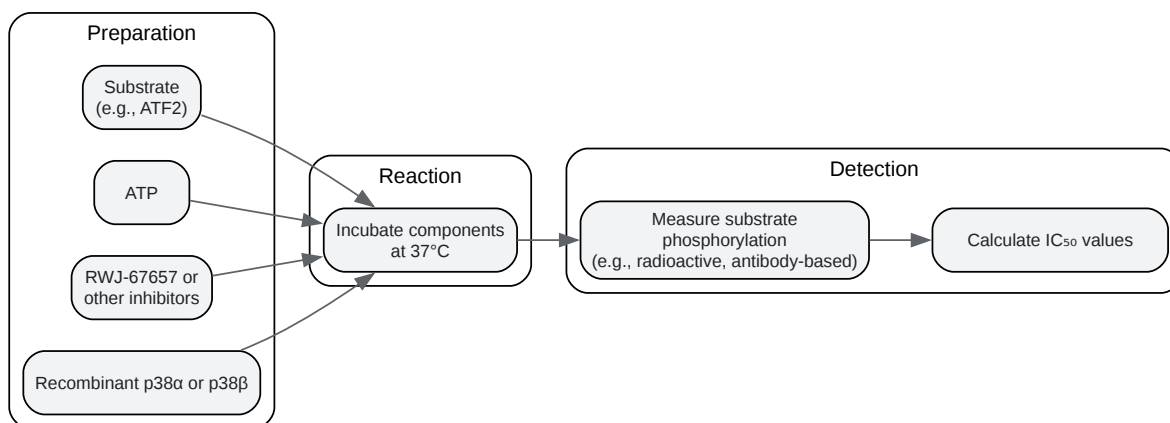 Preparation
Substrate
(e.g., ATF2)
ATP
RWJ-67657 or
other inhibitors
Recombinant p38α or p38β
Reaction
Incubate components
at 37°C
Detection
Measure substrate
phosphorylation
(e.g., radioactive, antibody-based)
Calculate IC₅₀ values